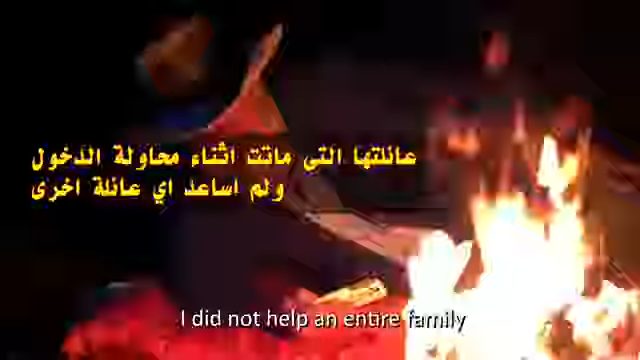 عائلتها التي ماتت اثناء محاولة الدخول
ولم اساعد اي عائلة اخرى
I did not help an entire family